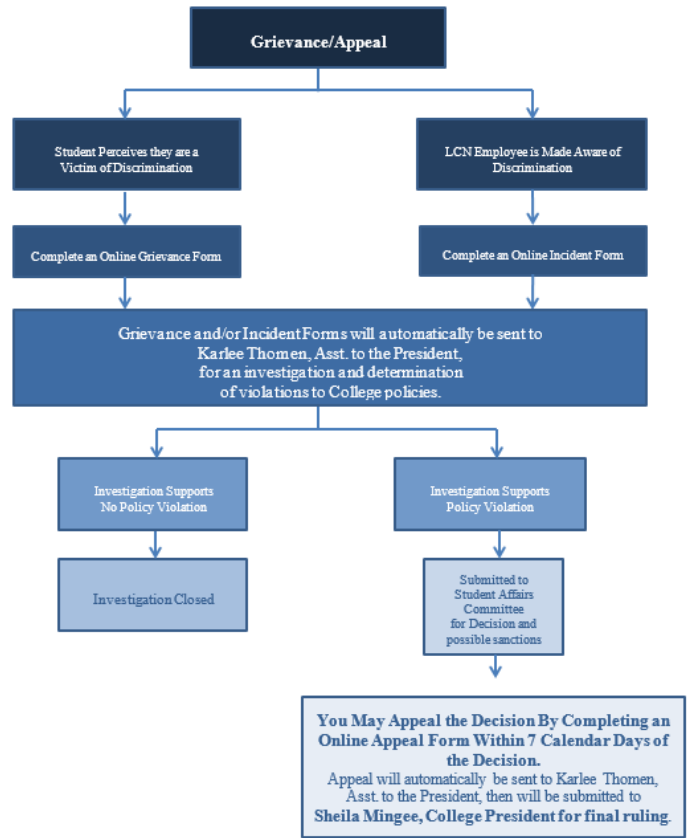 Grievance/Appeal
Student Perceives they are a
Victim of Discrimination
LCN Employee is Made Aware of
Discrimination
Complete an Online Grievance Form
Complete an Online Incident Form
Grievance and/or Incident Forms will automatically be sent to
Karlee Thomen, Asst. to the President,
for an investigation and determination
of violations to College policies.
Investigation Supports
No Policy Violation
Investigation Supports
Policy Violation
Investigation Closed
Submitted to
Student Affairs
Committee
for Decision and
possible sanctions
You May Appeal the Decision By Completing an
Online Appeal Form Within 7 Calendar Days of
the Decision.
Appeal will automatically be sent to Karlee Thomen,
Asst. to the President, then will be submitted to
Sheila Mingee, College President for final ruling.